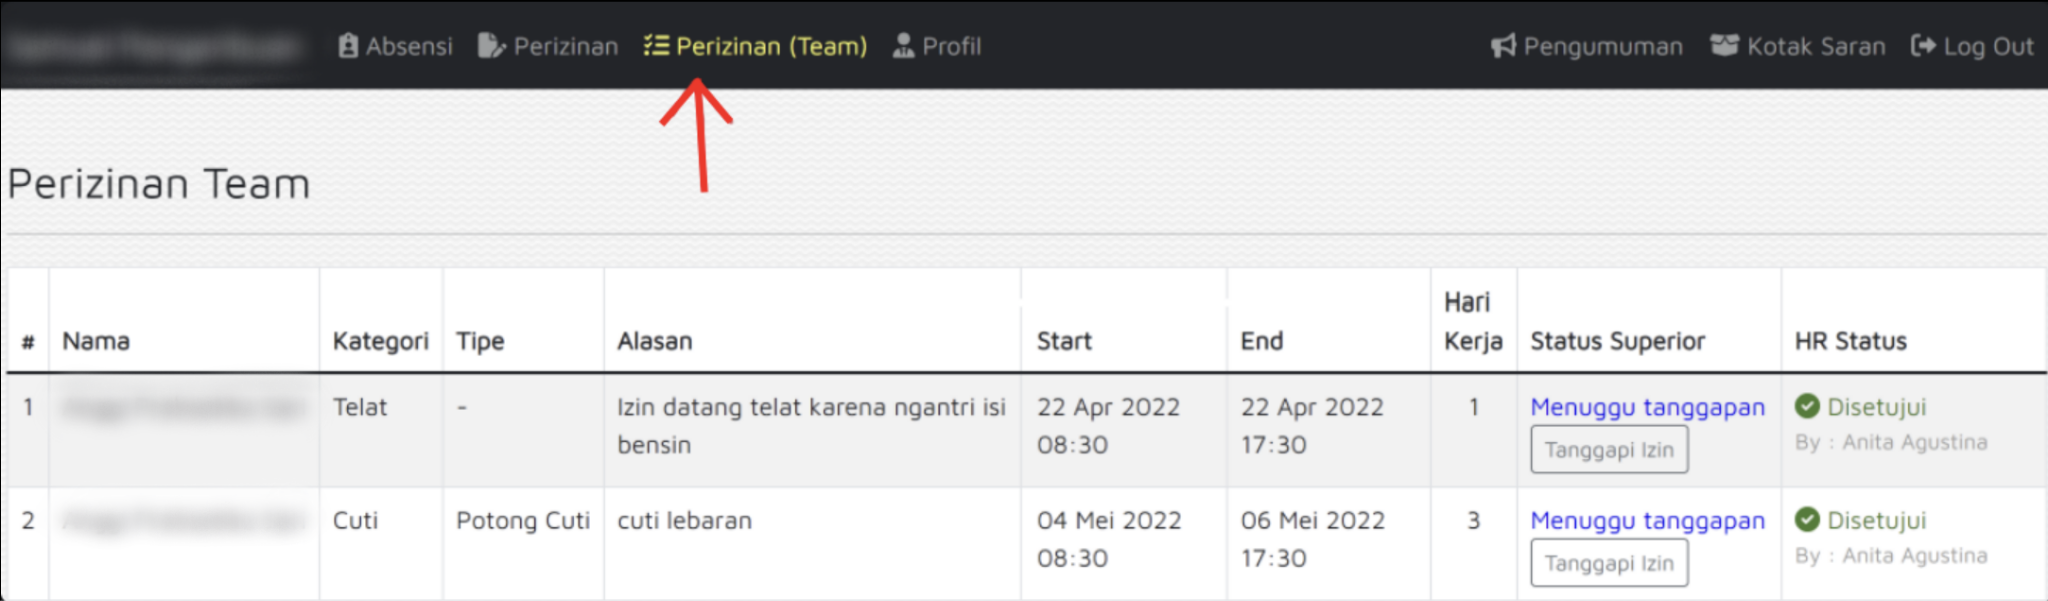 Absensi Perizinan Perizinan (Team) Profil Pengumuman Kotak Saran Log Out
Perizinan Team
# Nama Kategori Tipe Alasan Start End Hari Kerja Status Superior HR Status
1 Telat - Izin datang telat karena ngantri isi 22 Apr 2022 22 Apr 2022 1 Menuggu tanggapan Disetujui
bensin 08:30 17:30 Tanggapi Izin By : Anita Agustina
2 Cuti Potong Cuti cuti lebaran 04 Mei 2022 06 Mei 2022 3 Menuggu tanggapan Disetujui
08:30 17:30 Tanggapi Izin By : Anita Agustina